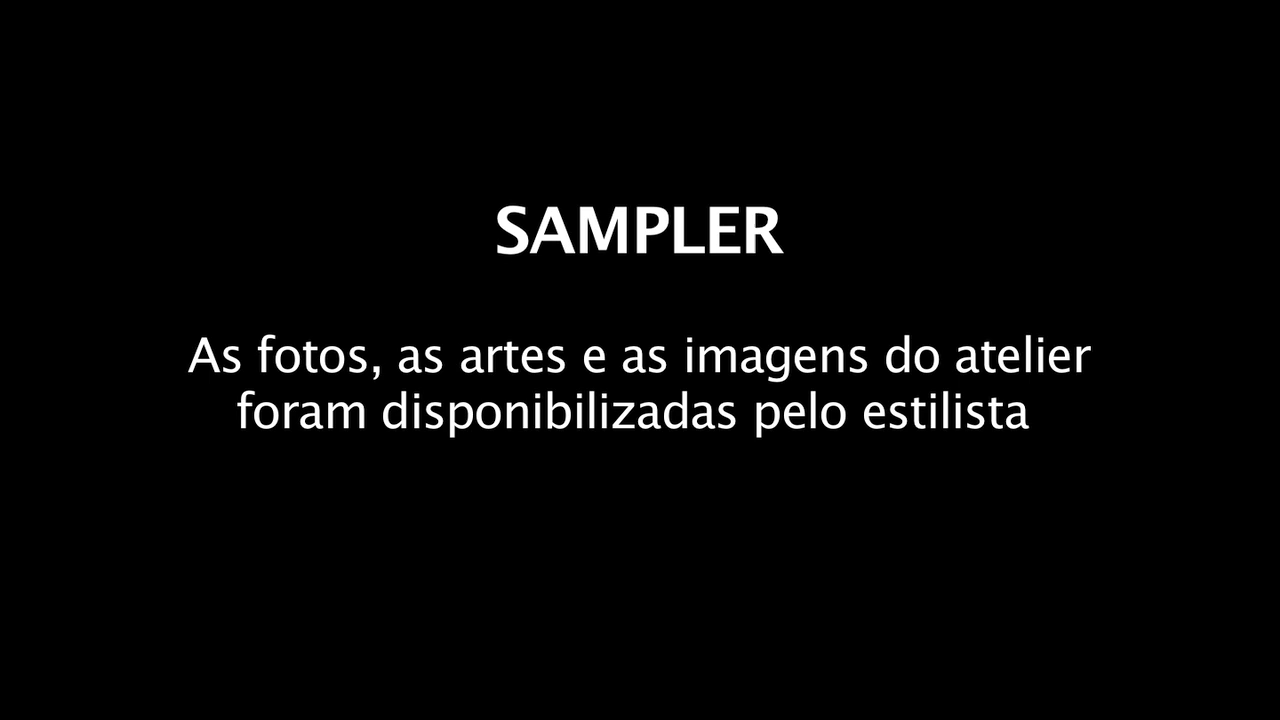 SAMPLER
As fotos, as artes e as imagens do atelier
foram disponibilizadas pelo estilista